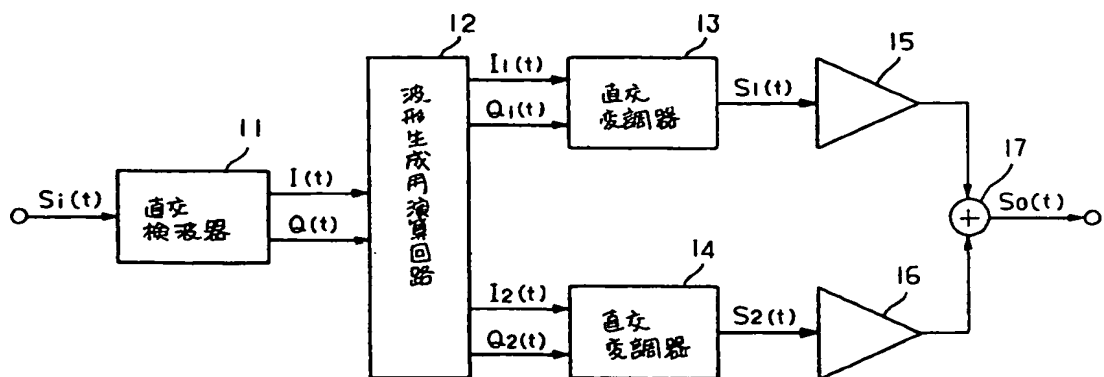 12
13
15
I1(t)
S1(t)
直交
変調器
Q1(t)
波形生成用演算回路
11
17
Si(t)
I(t)
直交
検波器
Q(t)
+
So(t)
14
16
I2(t)
S2(t)
直交
変調器
Q2(t)